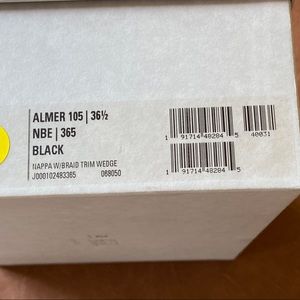 ALMER 105 | 36½
NBE | 365
BLACK
NAPPA W/BRAID TRIM WEDGE
J000102483365 068050
1 91714 48284 5 40031
1 91714 48284 5